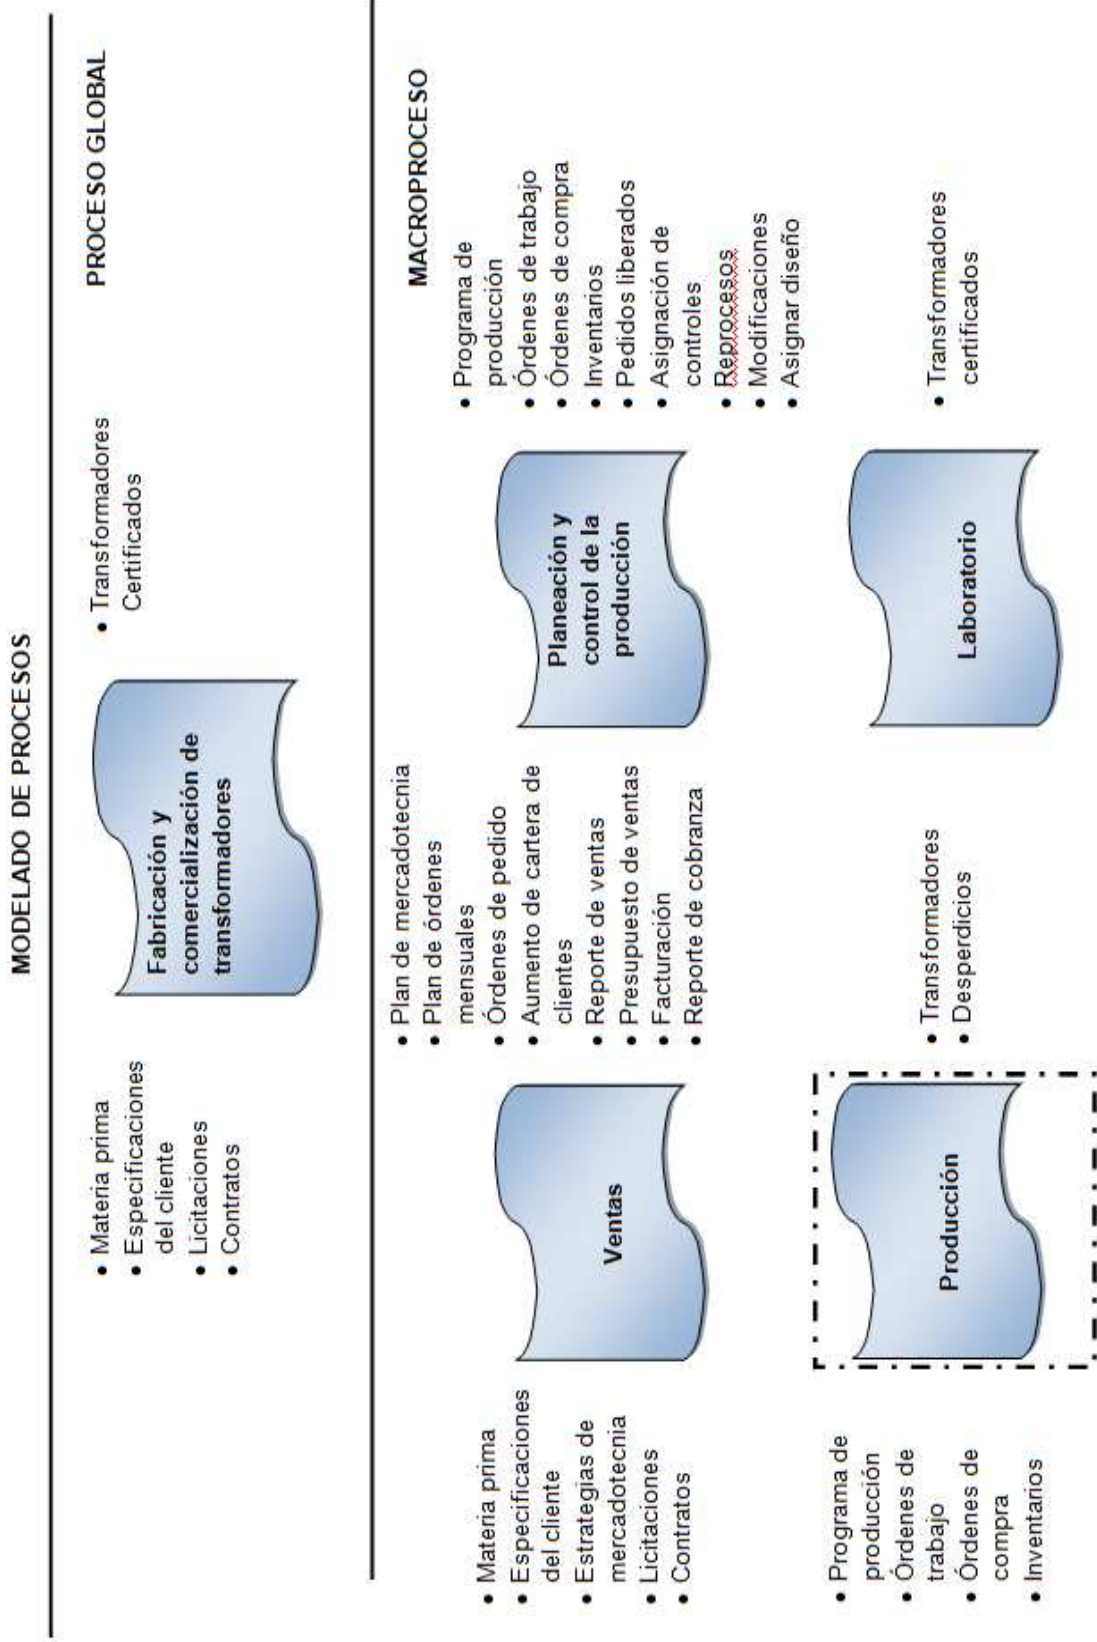 MODELADO DE PROCESOS
PROCESO GLOBAL
• Materia prima
• Especificaciones
del cliente
• Licitaciones
• Contratos
Fabricación y
comercialización de
transformadores
• Transformadores
Certificados
MACROPROCESO
• Materia prima
• Especificaciones
del cliente
• Estrategias de
mercadotecnia
• Licitaciones
• Contratos
Ventas
• Plan de mercadotecnia
• Plan de órdenes
mensuales
• Órdenes de pedido
• Aumento de cartera de
clientes
• Reporte de ventas
• Presupuesto de ventas
• Facturación
• Reporte de cobranza
Planeación y
control de la
producción
• Programa de
producción
• Órdenes de trabajo
• Órdenes de compra
• Inventarios
• Pedidos liberados
• Asignación de
controles
• Reprocesos
• Modificaciones
• Asignar diseño
• Programa de
producción
• Órdenes de
trabajo
• Órdenes de
compra
• Inventarios
Producción
• Transformadores
• Desperdicios
Laboratorio
• Transformadores
certificados